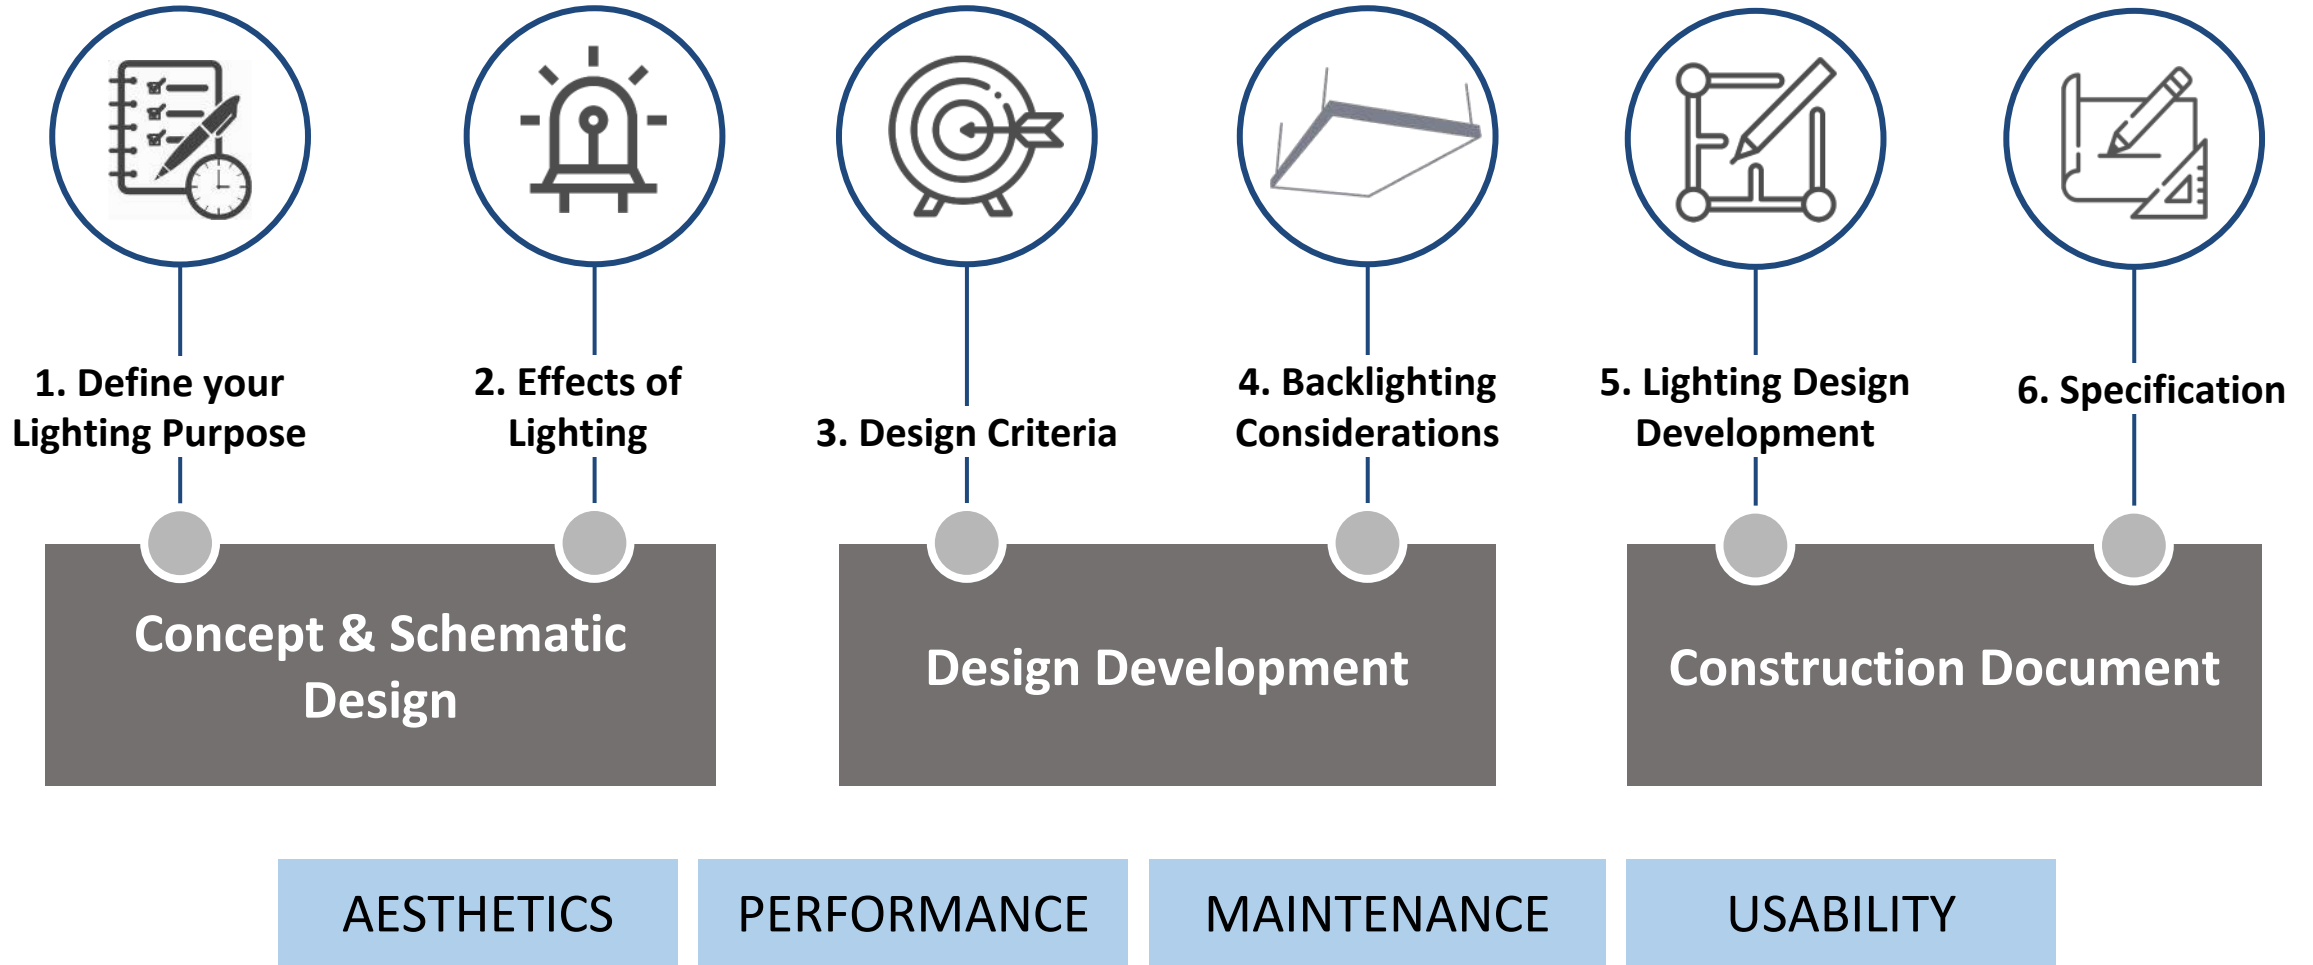 1. Define your
Lighting Purpose
2. Effects of
Lighting
3. Design Criteria
4. Backlighting
Considerations
5. Lighting Design
Development
6. Specification
Concept & Schematic
Design
Design Development
Construction Document
AESTHETICS
PERFORMANCE
MAINTENANCE
USABILITY